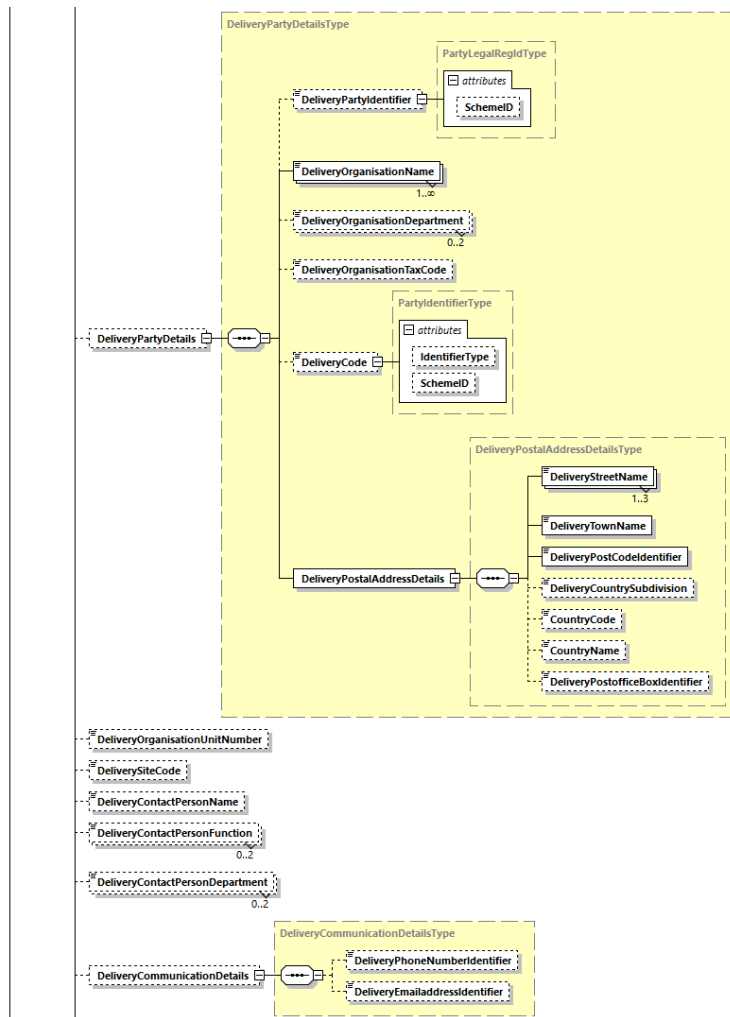 DeliveryPartyDetailsType
PartyLegalRegIdType
attributes
DeliveryPartyIdentifier
SchemeID
DeliveryOrganisationName
1..∞
DeliveryOrganisationDepartment
0..2
DeliveryOrganisationTaxCode
PartyIdentifierType
attributes
DeliveryPartyDetails
IdentifierType
DeliveryCode
SchemeID
DeliveryPostalAddressDetailsType
DeliveryStreetName
1..3
DeliveryTownName
DeliveryPostCodeIdentifier
DeliveryPostalAddressDetails
DeliveryCountrySubdivision
CountryCode
CountryName
DeliveryPostofficeBoxIdentifier
DeliveryOrganisationUnitNumber
DeliverySiteCode
DeliveryContactPersonName
DeliveryContactPersonFunction
0..2
DeliveryContactPersonDepartment
0..2
DeliveryCommunicationDetailsType
DeliveryPhoneNumberIdentifier
DeliveryCommunicationDetails
DeliveryEmailaddressIdentifier